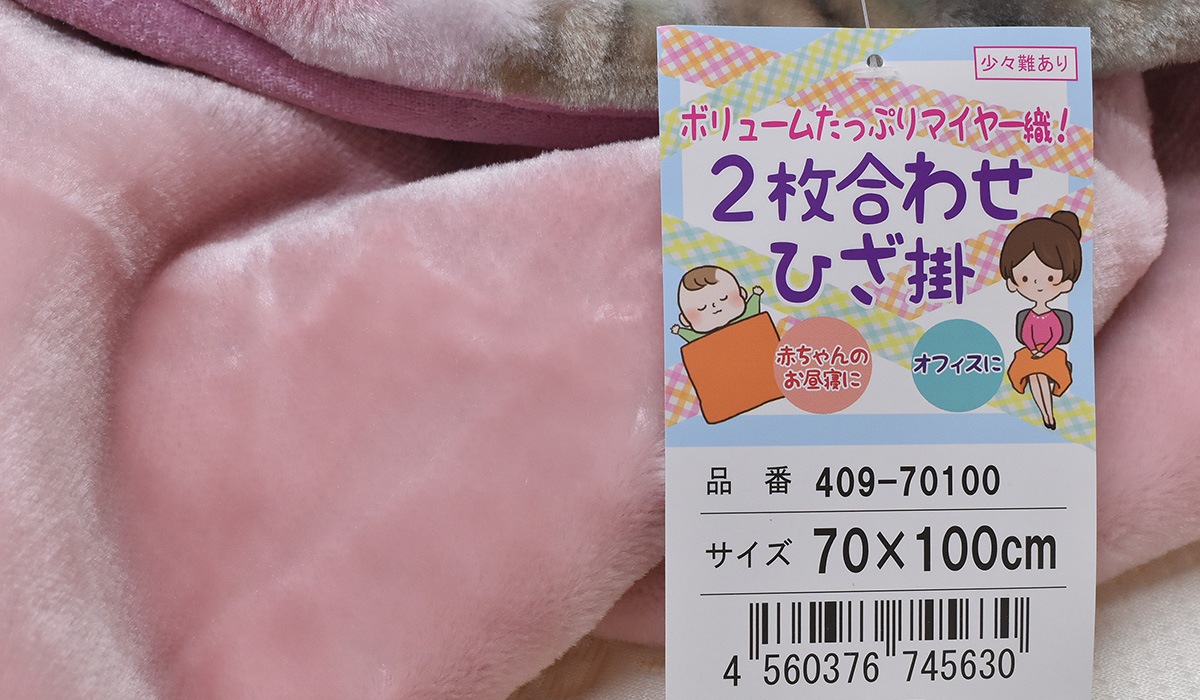 少々難あり
ボリュームたっぷりマイヤー織!
2枚合わせ
ひざ掛
赤ちゃんの
お昼寝に
オフィスに
品 番 409-70100
サイズ 70×100cm
4 560376 745630